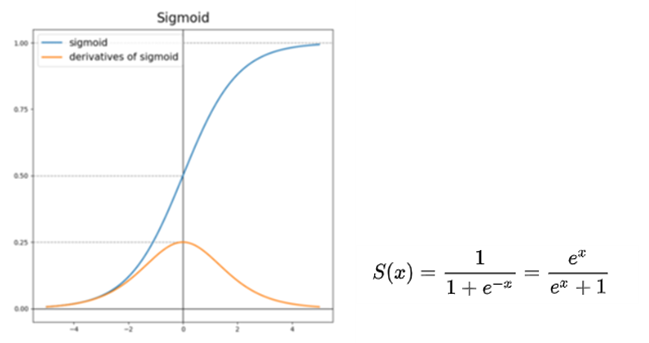 Sigmoid
sigmoid
derivatives of sigmoid
1.00
0.75
0.50
0.25
0.00
−4 −2 0 2 4
S(x) = 1 / (1 + e^{−x}) = e^x / (e^x + 1)